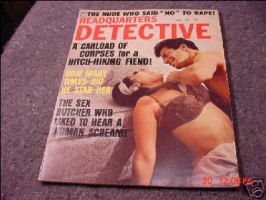 "THE NUDE WHO SAID "NO" TO RAPE!
HEADQUARTERS
DETECTIVE
A CARLOAD OF
CORPSES FOR A
HITCH-HIKING FIEND!
HOW MANY
TIMES DID
HE STAB HER
THE SEX
BUTCHER WHO
LIKED TO HEAR A
WOMAN SCREAM!